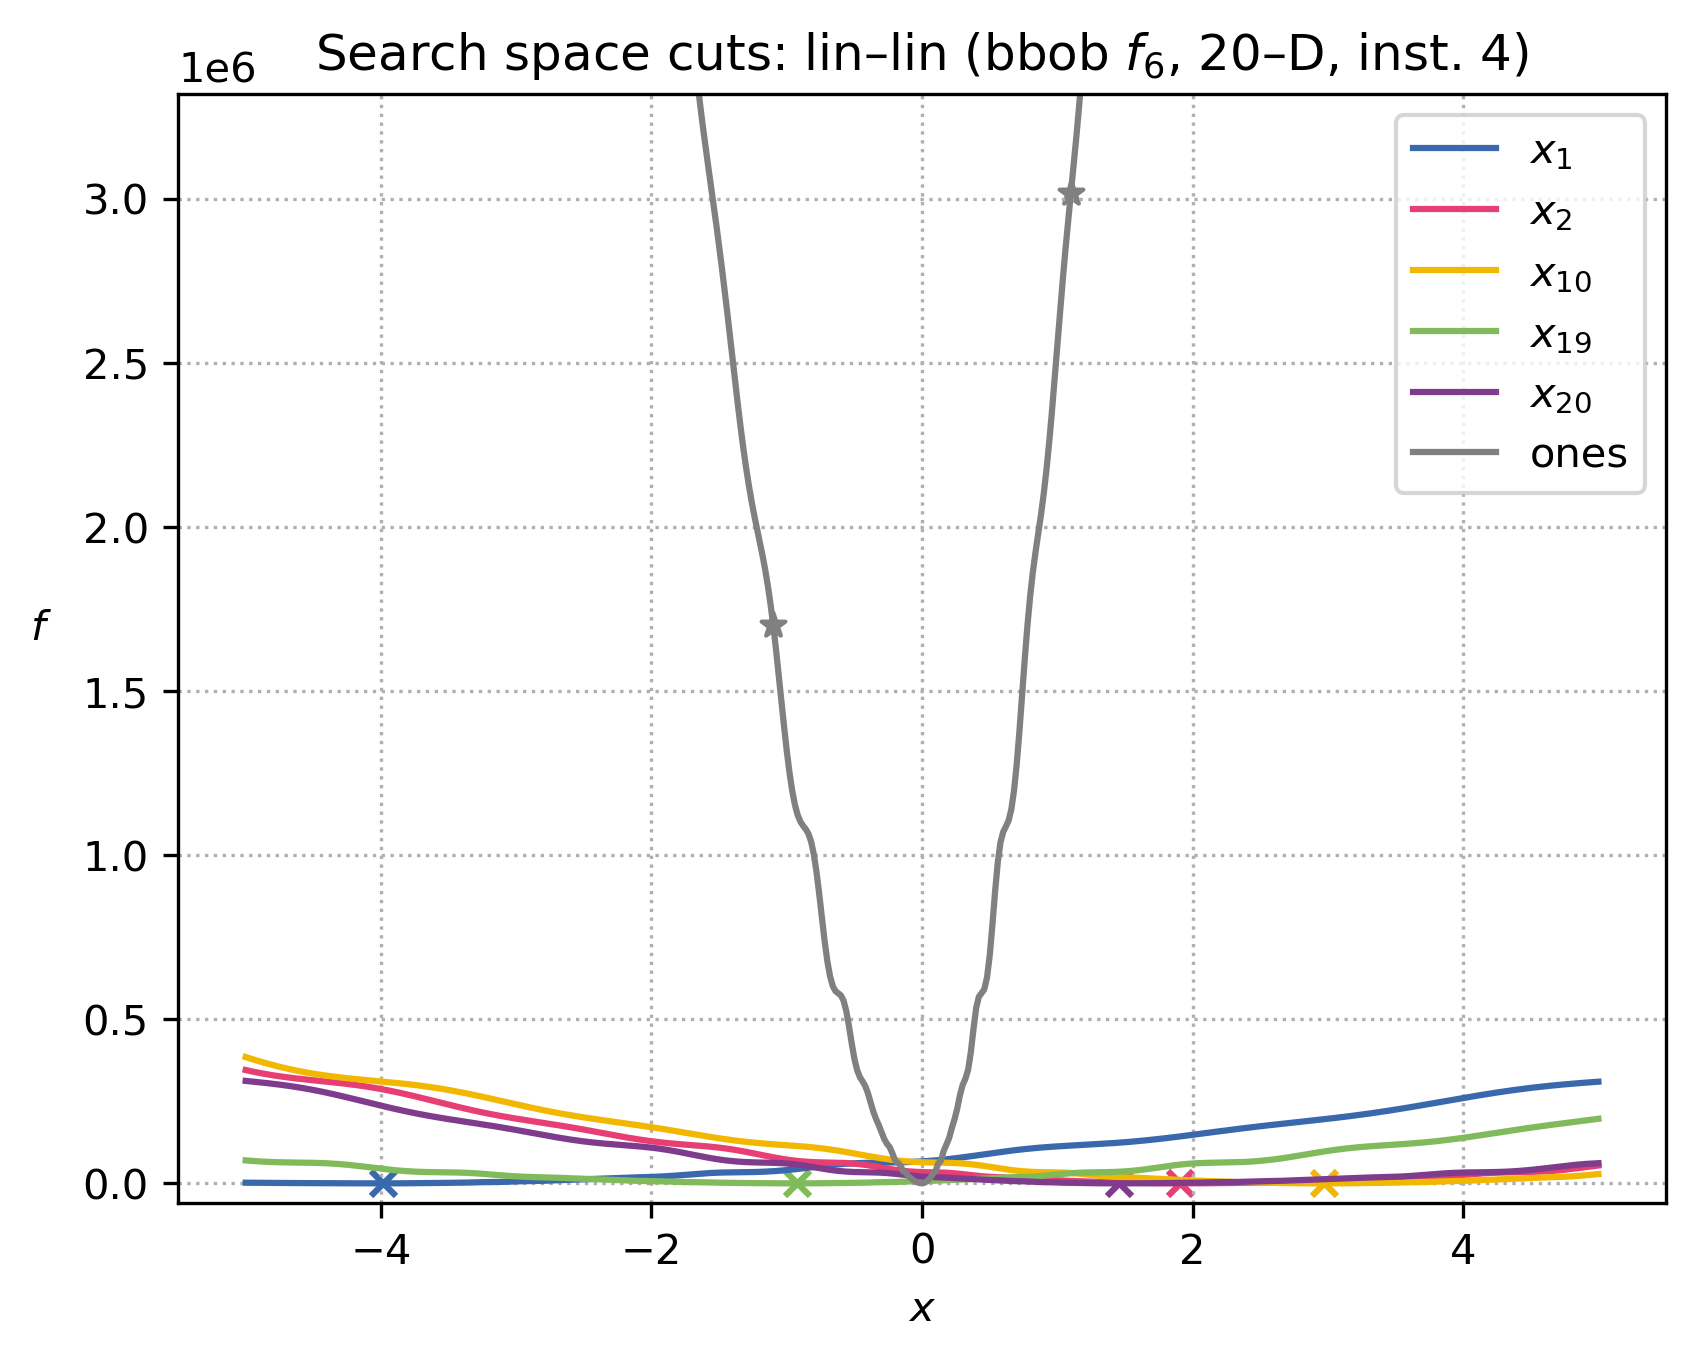 Search space cuts: lin–lin (bbob f₆, 20–D, inst. 4)
1e6
3.0
2.5
2.0
1.5
1.0
0.5
0.0
f
−4
−2
0
2
4
x
x₁
x₂
x₁₀
x₁₉
x₂₀
ones